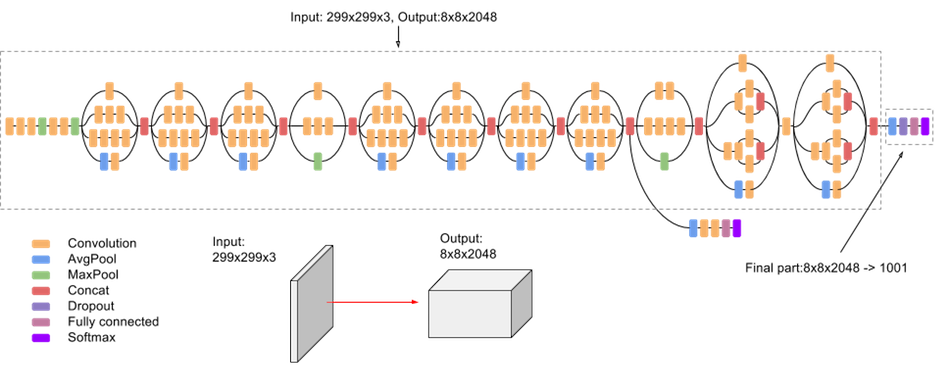 Input: 299x299x3, Output:8x8x2048
Convolution
AvgPool
MaxPool
Concat
Dropout
Fully connected
Softmax
Input:
299x299x3
Output:
8x8x2048
Final part:8x8x2048 -> 1001